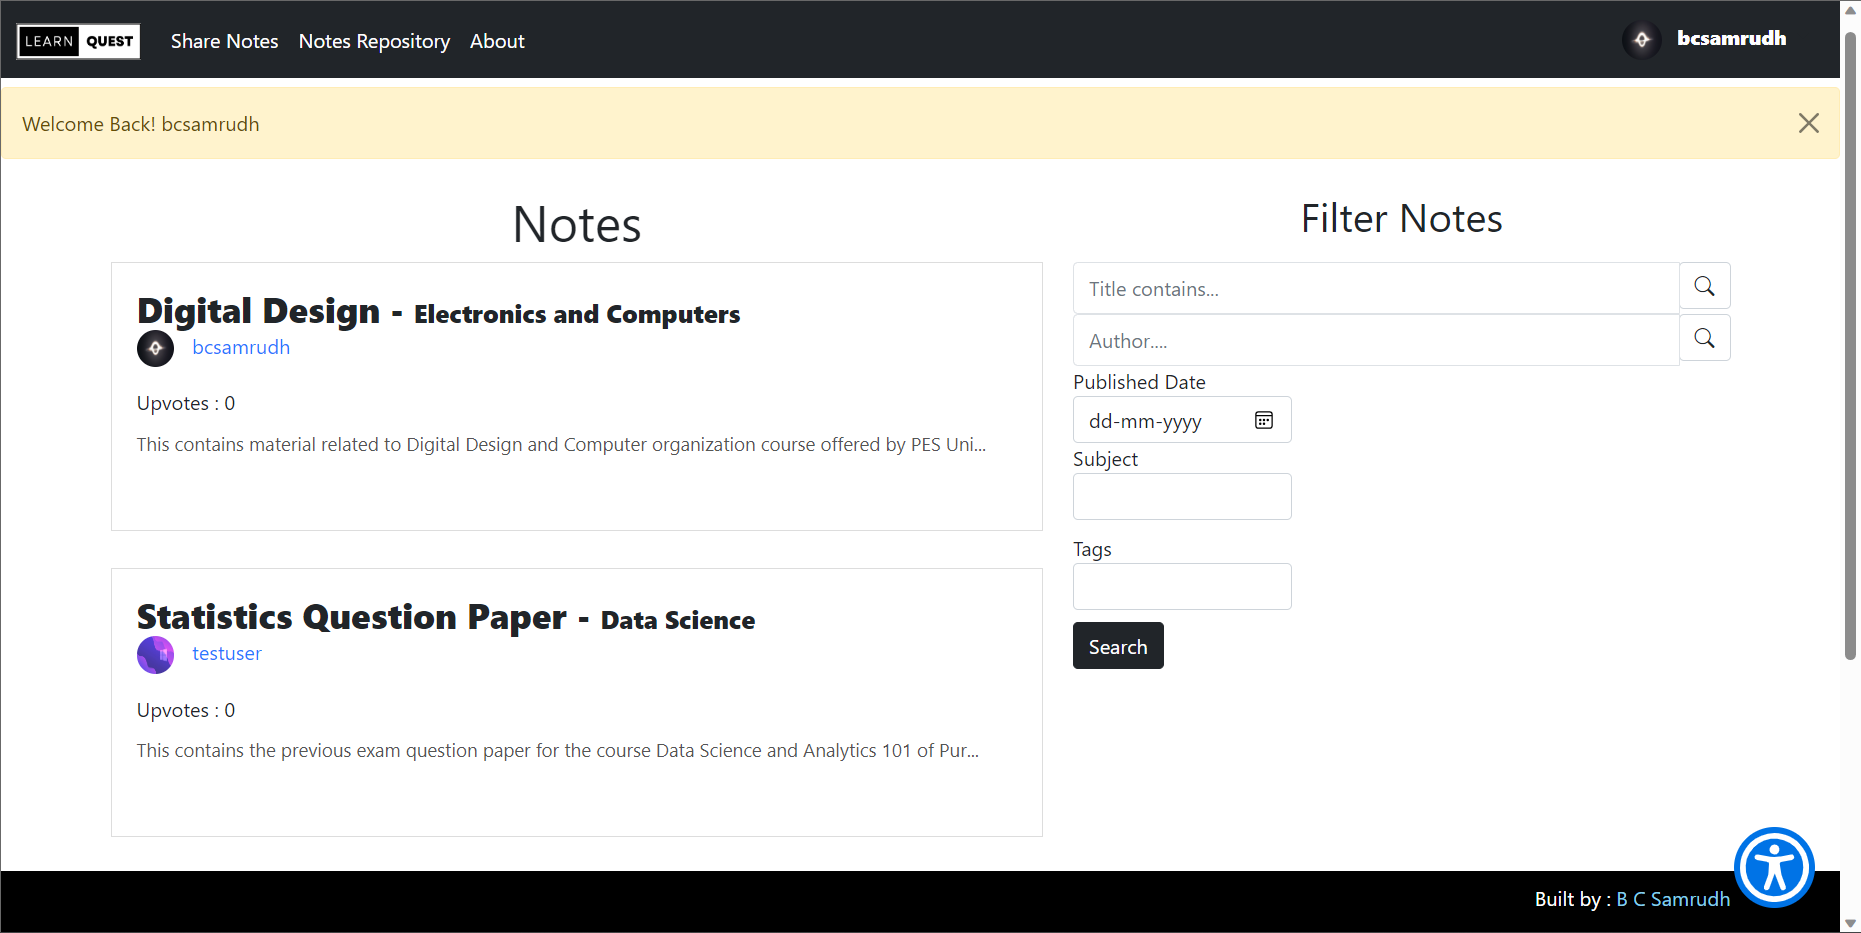 LEARN QUEST Share Notes Notes Repository About bcsamrudh
Welcome Back! bcsamrudh
Notes
Digital Design - Electronics and Computers
bcsamrudh
Upvotes : 0
This contains material related to Digital Design and Computer organization course offered by PES Uni...
Statistics Question Paper - Data Science
testuser
Upvotes : 0
This contains the previous exam question paper for the course Data Science and Analytics 101 of Pur...
Filter Notes
Title contains...
Author....
Published Date
dd-mm-yyyy
Subject
Tags
Search
Built by : B C Samrudh